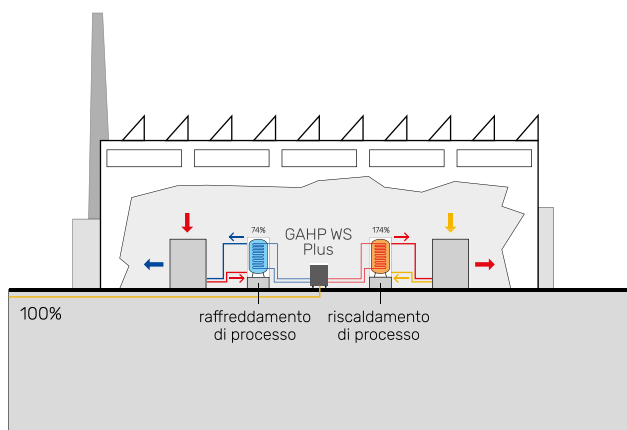 74%
GAHP WS
Plus
174%
100%
raffreddamento
di processo
riscaldamento
di processo